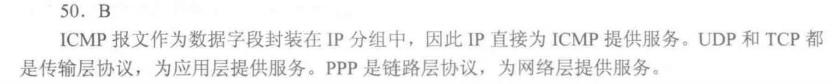 50．B
ICMP 报文作为数据字段封装在 IP 分组中，因此 IP 直接为 ICMP 提供服务。UDP 和 TCP 都
是传输层协议，为应用层提供服务。PPP 是链路层协议，为网络层提供服务。